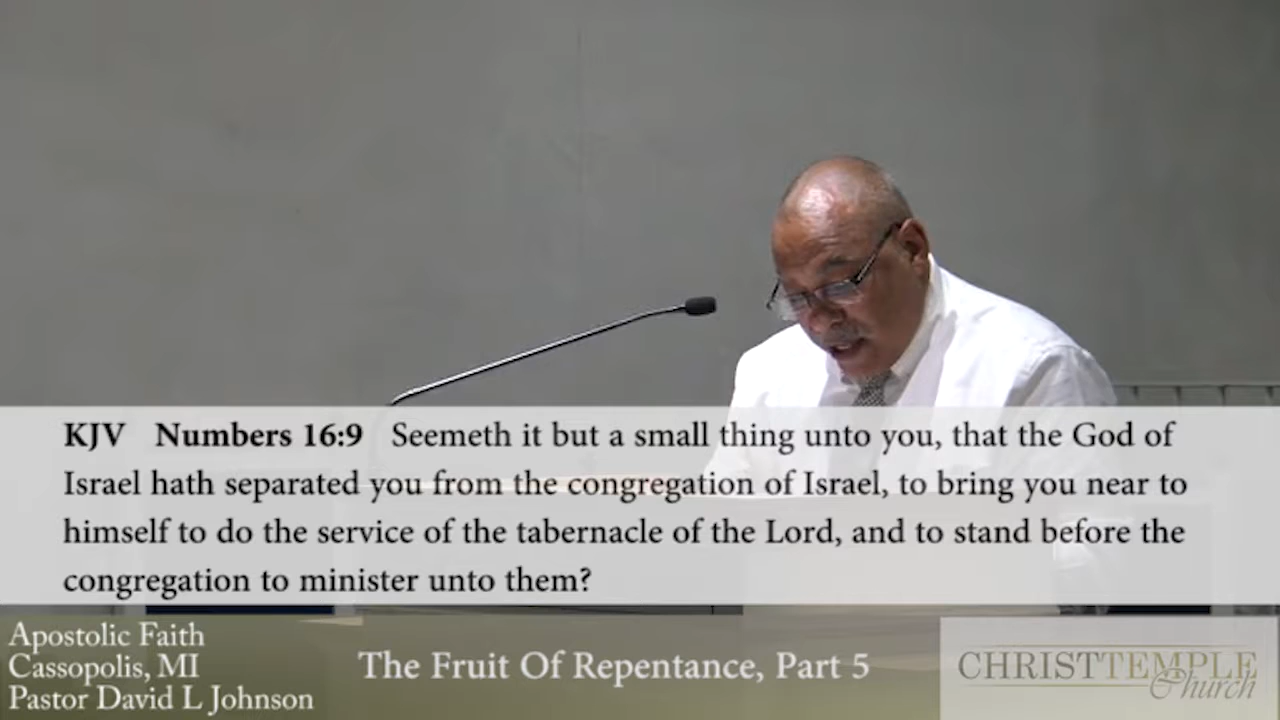 KJV Numbers 16:9 Seemeth it but a small thing unto you, that the God of
Israel hath separated you from the congregation of Israel, to bring you near to
himself to do the service of the tabernacle of the Lord, and to stand before the
congregation to minister unto them?
Apostolic Faith
Cassopolis, MI
Pastor David L Johnson
The Fruit Of Repentance, Part 5
CHRISTTEMPLE
Church